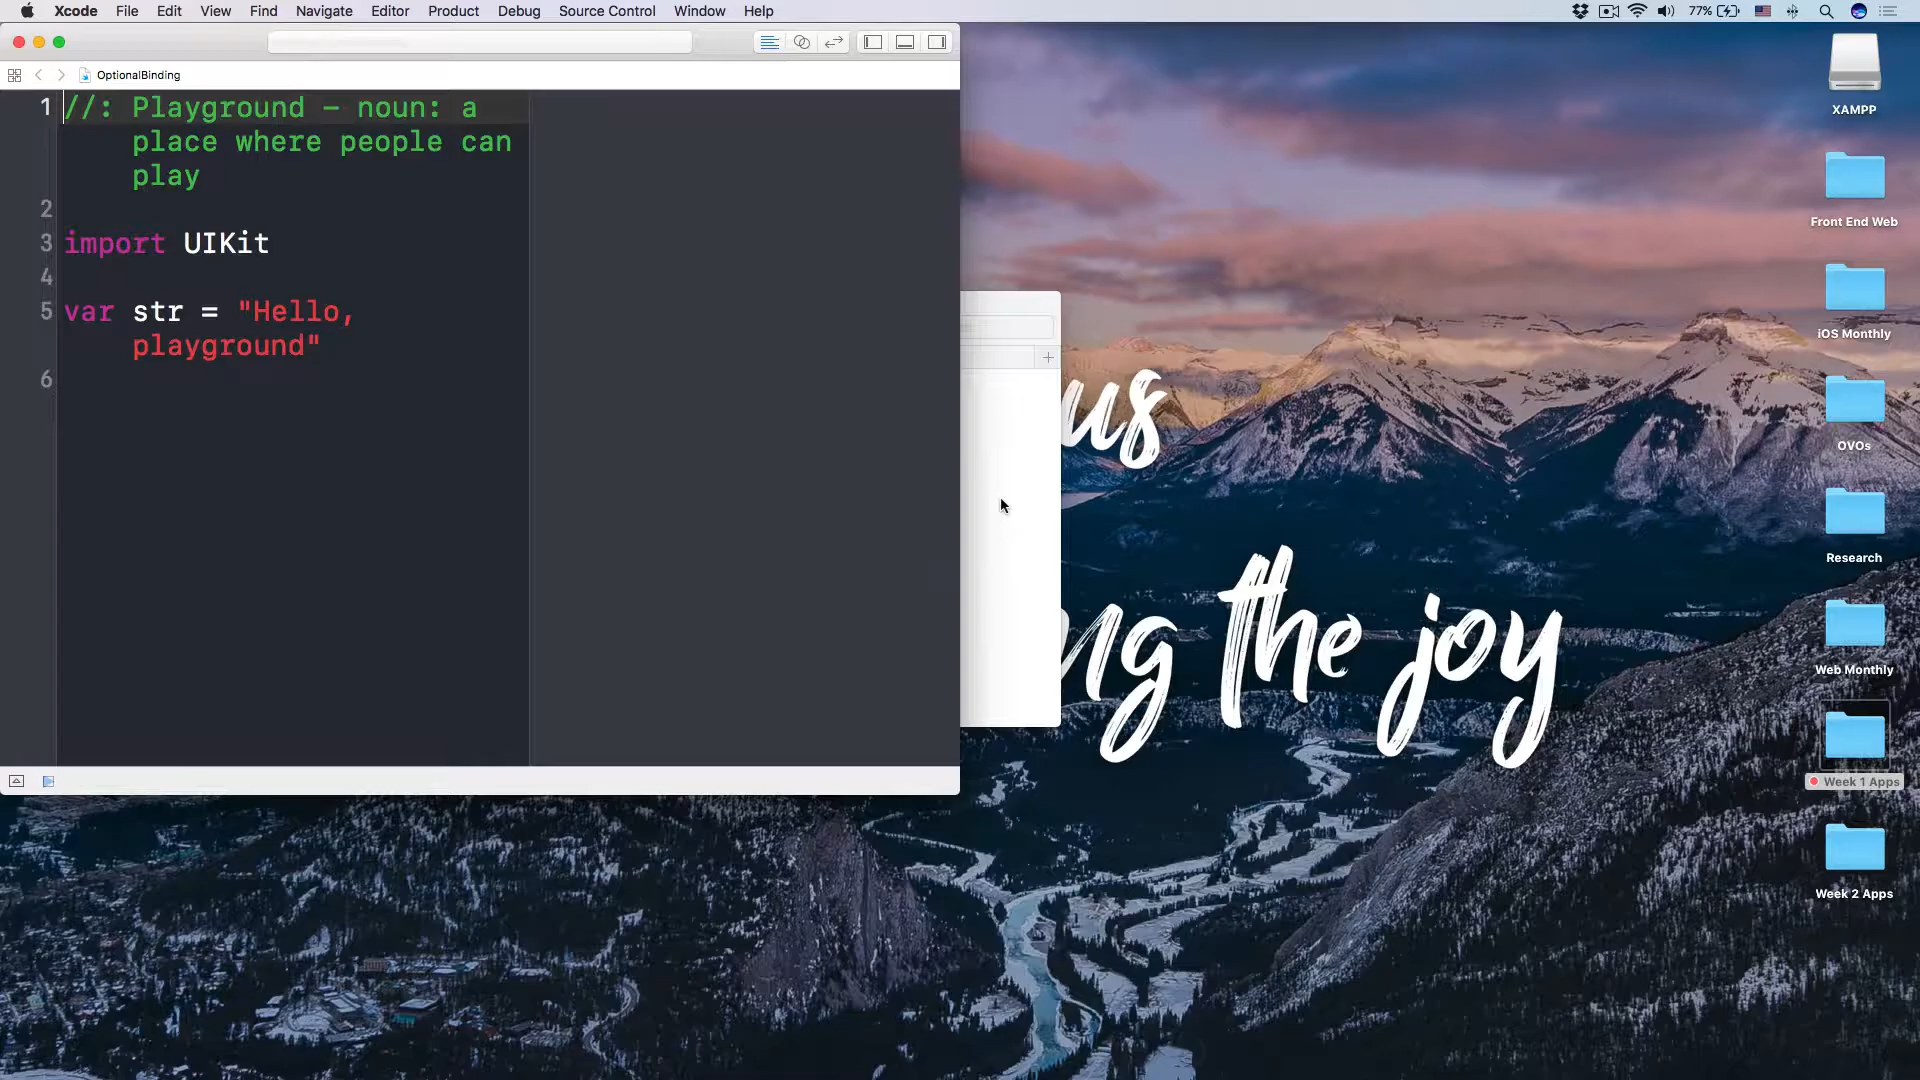 Xcode File Edit View Find Navigate Editor Product Debug Source Control Window Help
77%
OptionalBinding
1 //: Playground – noun: a
place where people can
play
2
3 import UIKit
4
5 var str = "Hello,
playground"
6
us
ng the joy
XAMPP
Front End Web
iOS Monthly
OVOs
Research
Web Monthly
Week 1 Apps
Week 2 Apps